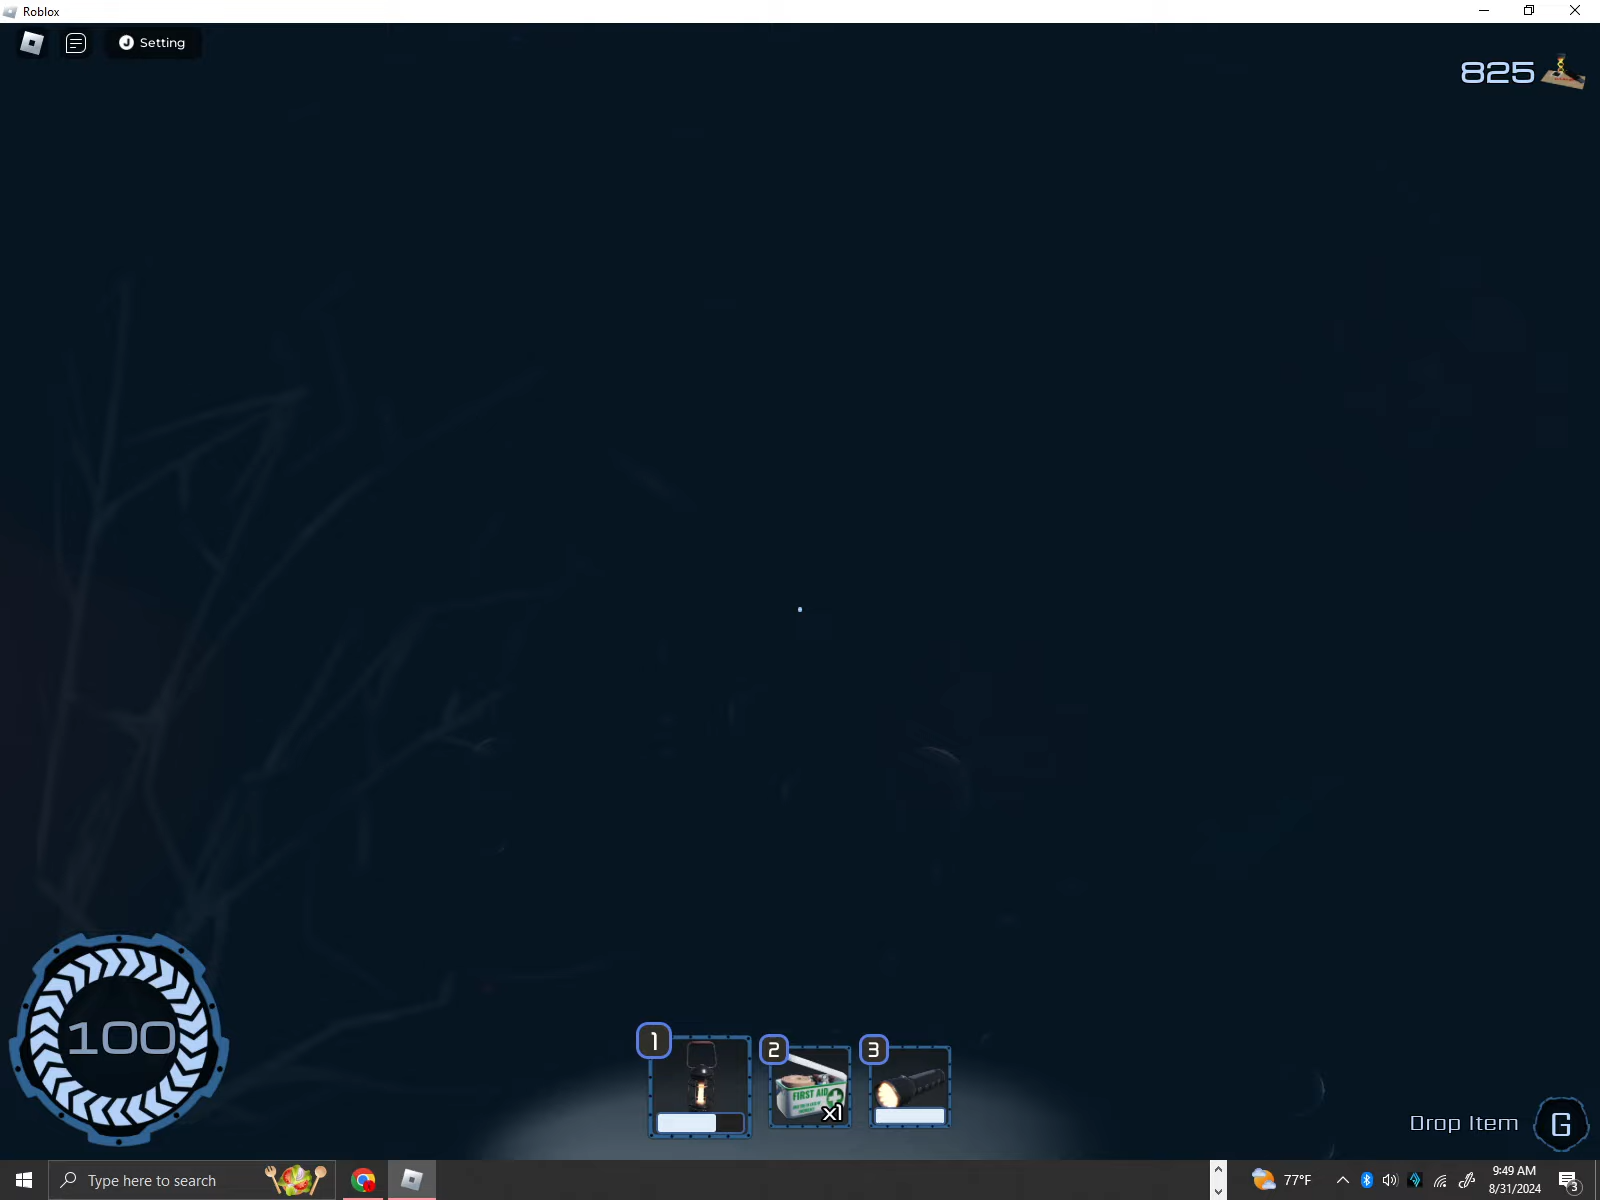 Roblox
J Setting
825
100
1
2
FIRST AID
x1
3
Drop Item G
Type here to search
77°F
9:49 AM
8/31/2024
3